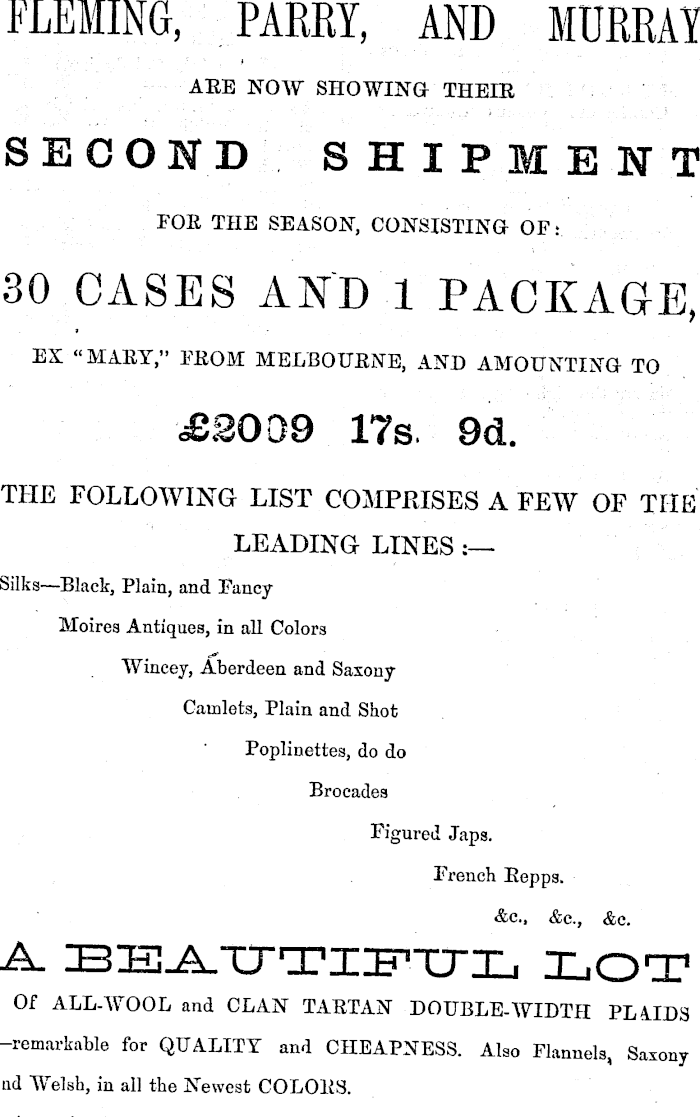 FLEMING, PARRY, AND MURRAY
ARE NOW SHOWING THEIR
SECOND SHIPMENT
FOR THE SEASON, CONSISTING OF:
30 CASES AND 1 PACKAGE,
EX "MARY," FROM MELBOURNE, AND AMOUNTING TO
£2009 17s. 9d.
THE FOLLOWING LIST COMPRISES A FEW OF THE
LEADING LINES :—
Silks—Black, Plain, and Fancy
Moires Antiques, in all Colors
Wincey, Aberdeen and Saxony
Camlets, Plain and Shot
Poplinettes, do do
Brocades
Figured Japs.
French Repps.
&c., &c., &c.
A BEAUTIFUL LOT
Of ALL-WOOL and CLAN TARTAN DOUBLE-WIDTH PLAIDS
—remarkable for QUALITY and CHEAPNESS. Also Flannels, Saxony
nd Welsh, in all the Newest COLORS.